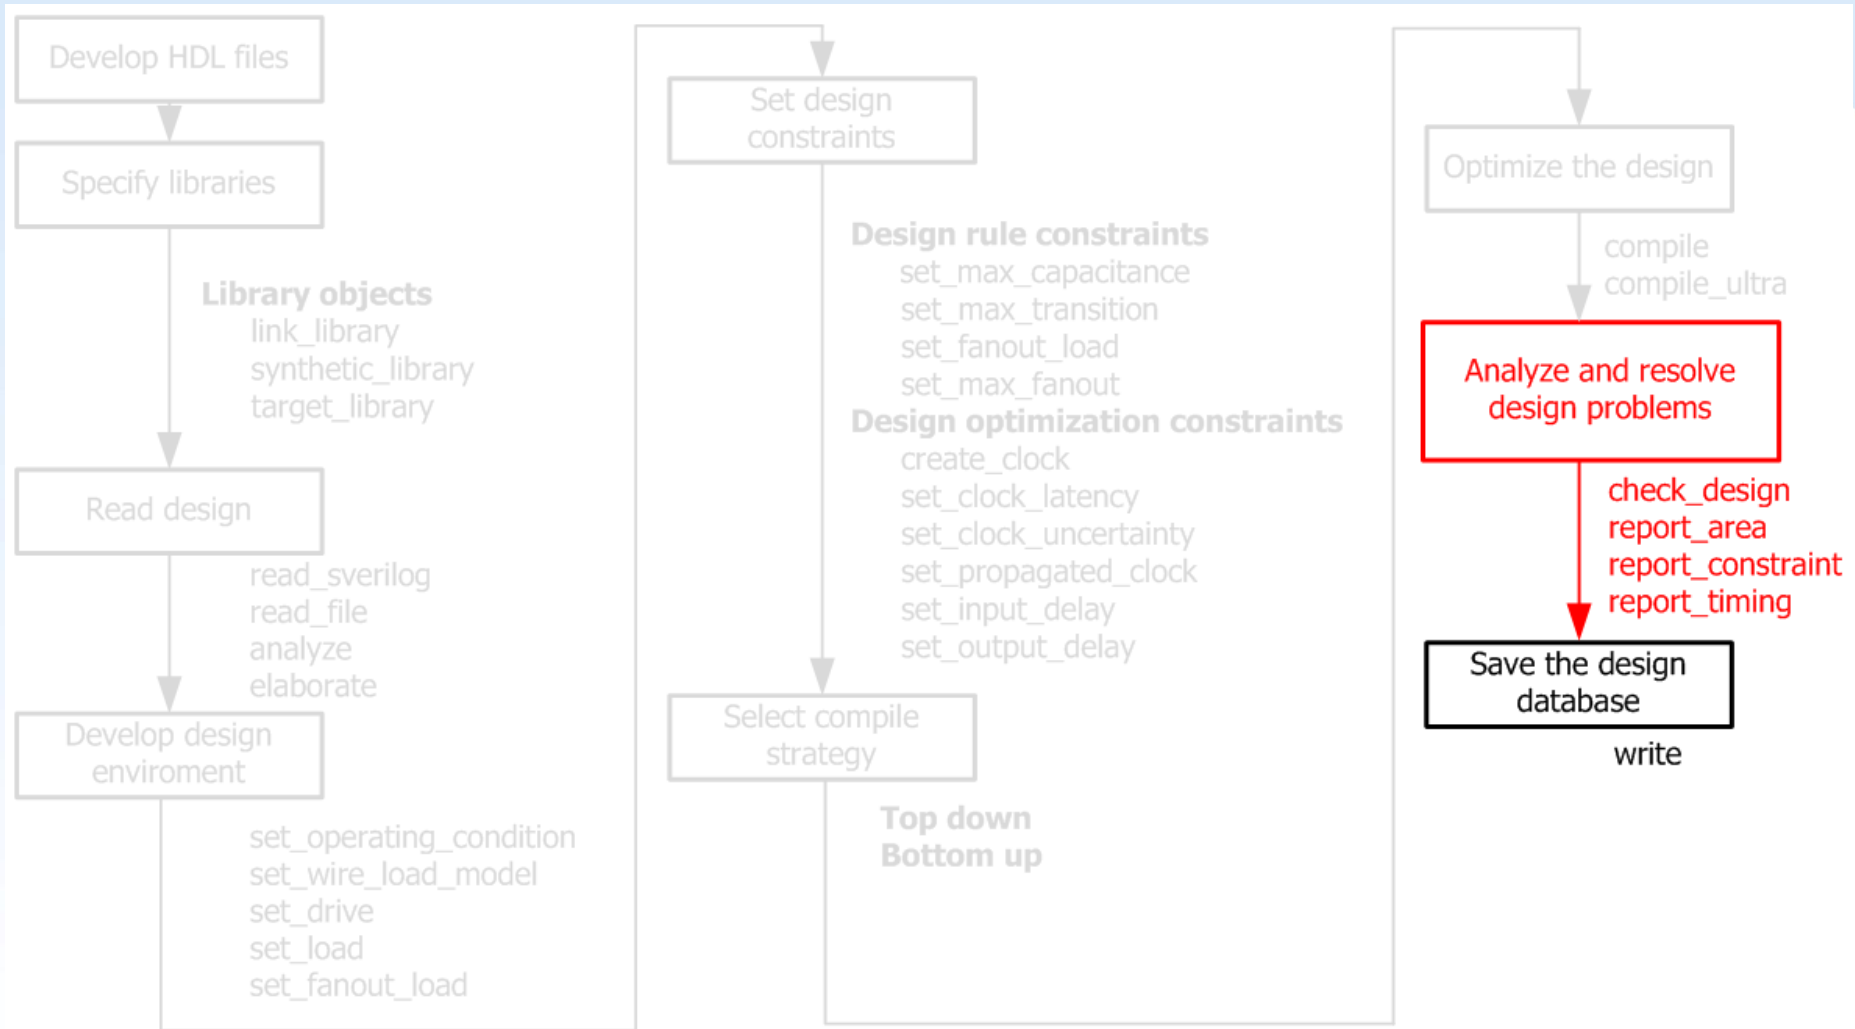 Develop HDL files
Specify libraries
Library objects
link_library
synthetic_library
target_library
Read design
read_sverilog
read_file
analyze
elaborate
Develop design
enviroment
set_operating_condition
set_wire_load_model
set_drive
set_load
set_fanout_load
Set design
constraints
Design rule constraints
set_max_capacitance
set_max_transition
set_fanout_load
set_max_fanout
Design optimization constraints
create_clock
set_clock_latency
set_clock_uncertainty
set_propagated_clock
set_input_delay
set_output_delay
Select compile
strategy
Top down
Bottom up
Optimize the design
compile
compile_ultra
Analyze and resolve
design problems
check_design
report_area
report_constraint
report_timing
Save the design
database
write